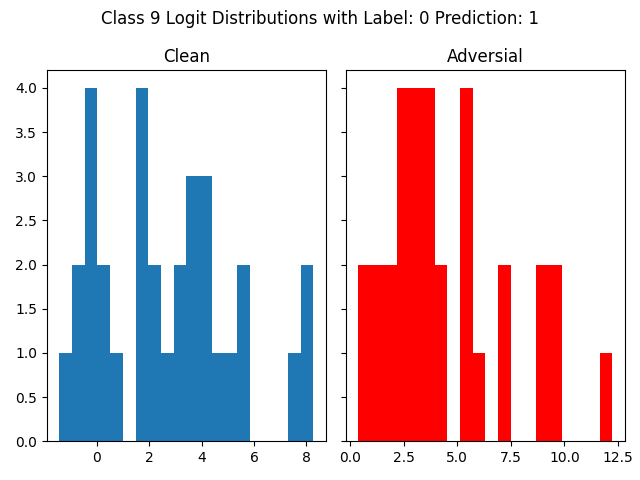 Class 9 Logit Distributions with Label: 0 Prediction: 1
Clean
Adversial
4.0
3.5
3.0
2.5
2.0
1.5
1.0
0.5
0.0
0 2 4 6 8
0.0 2.5 5.0 7.5 10.0 12.5